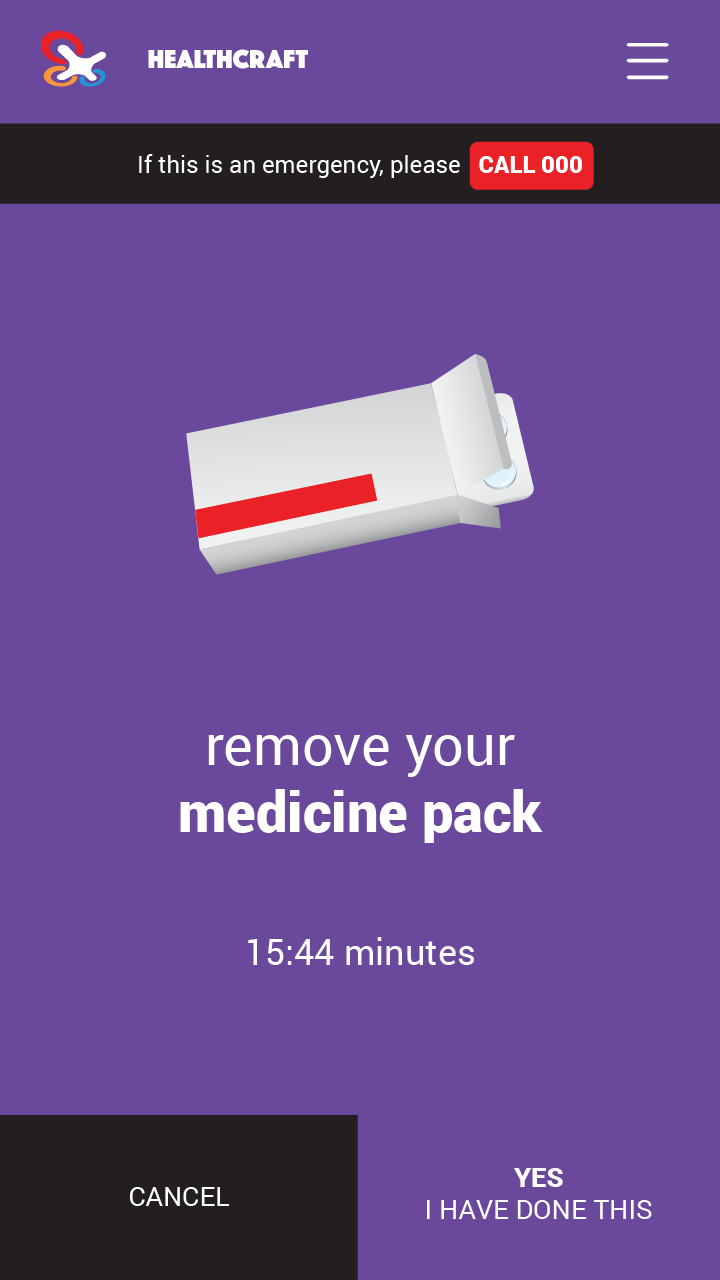 HEALTHCRAFT
If this is an emergency, please CALL 000
remove your
medicine pack
15:44 minutes
CANCEL
YES
I HAVE DONE THIS